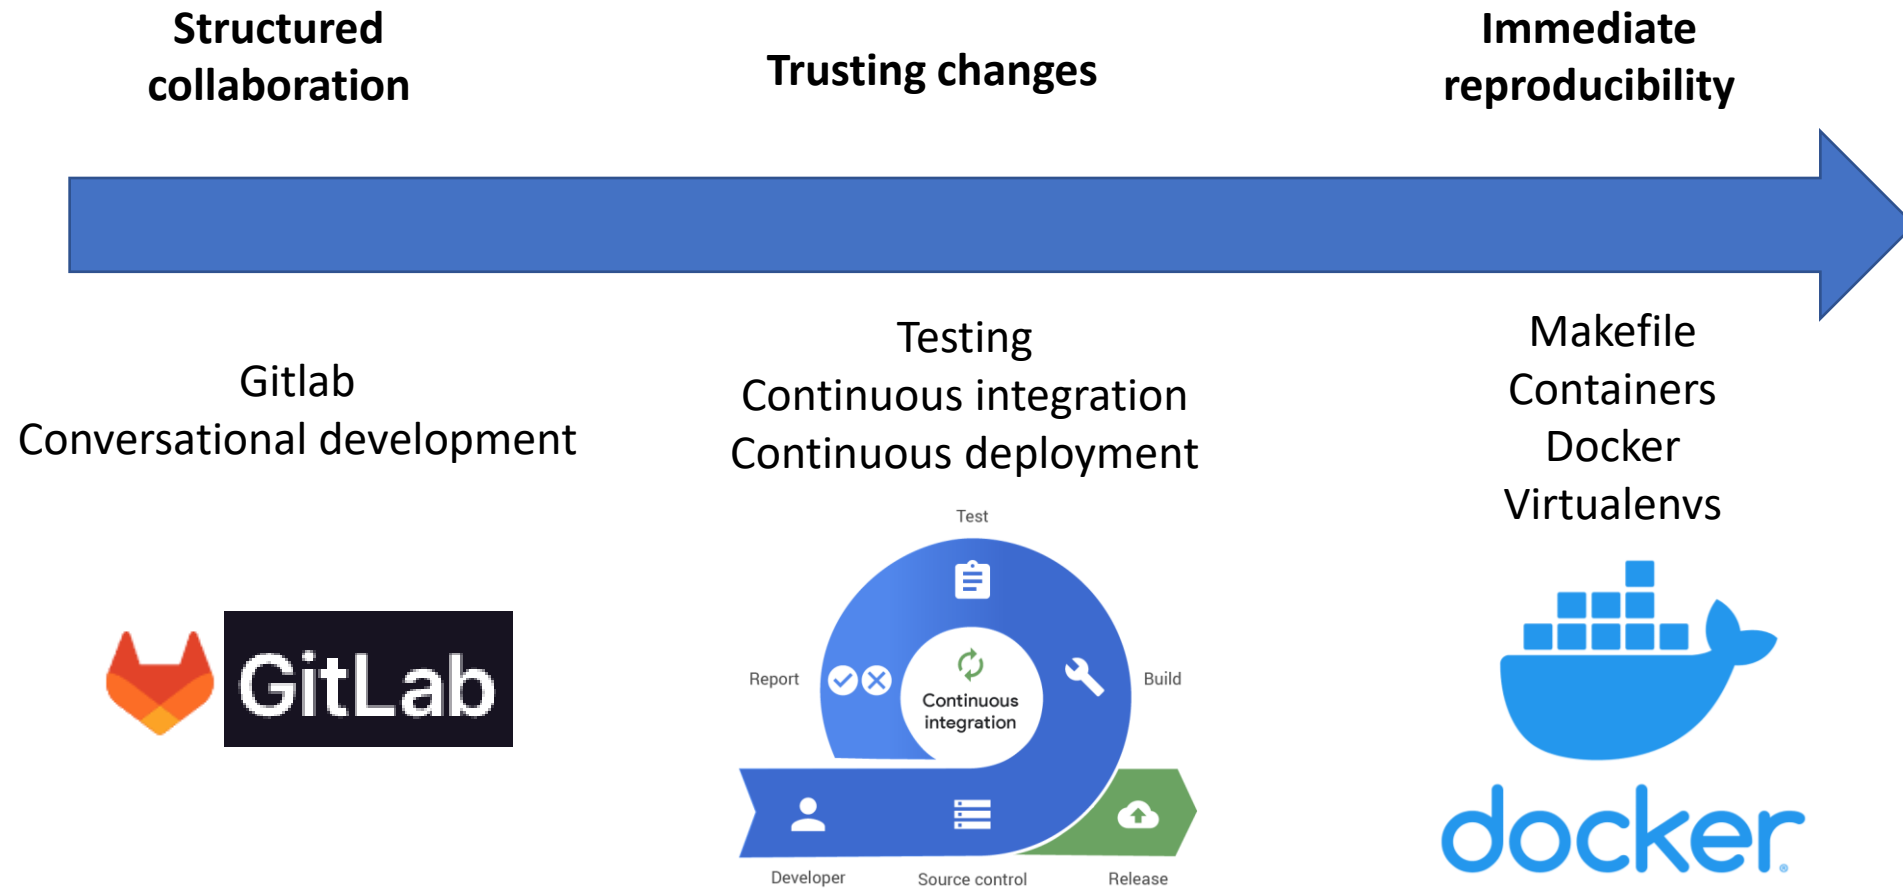 Structured
collaboration
Trusting changes
Immediate
reproducibility
Gitlab
Conversational development
Testing
Continuous integration
Continuous deployment
Makefile
Containers
Docker
Virtualenvs
GitLab
Test
Report
Continuous
integration
Build
Developer
Source control
Release
docker